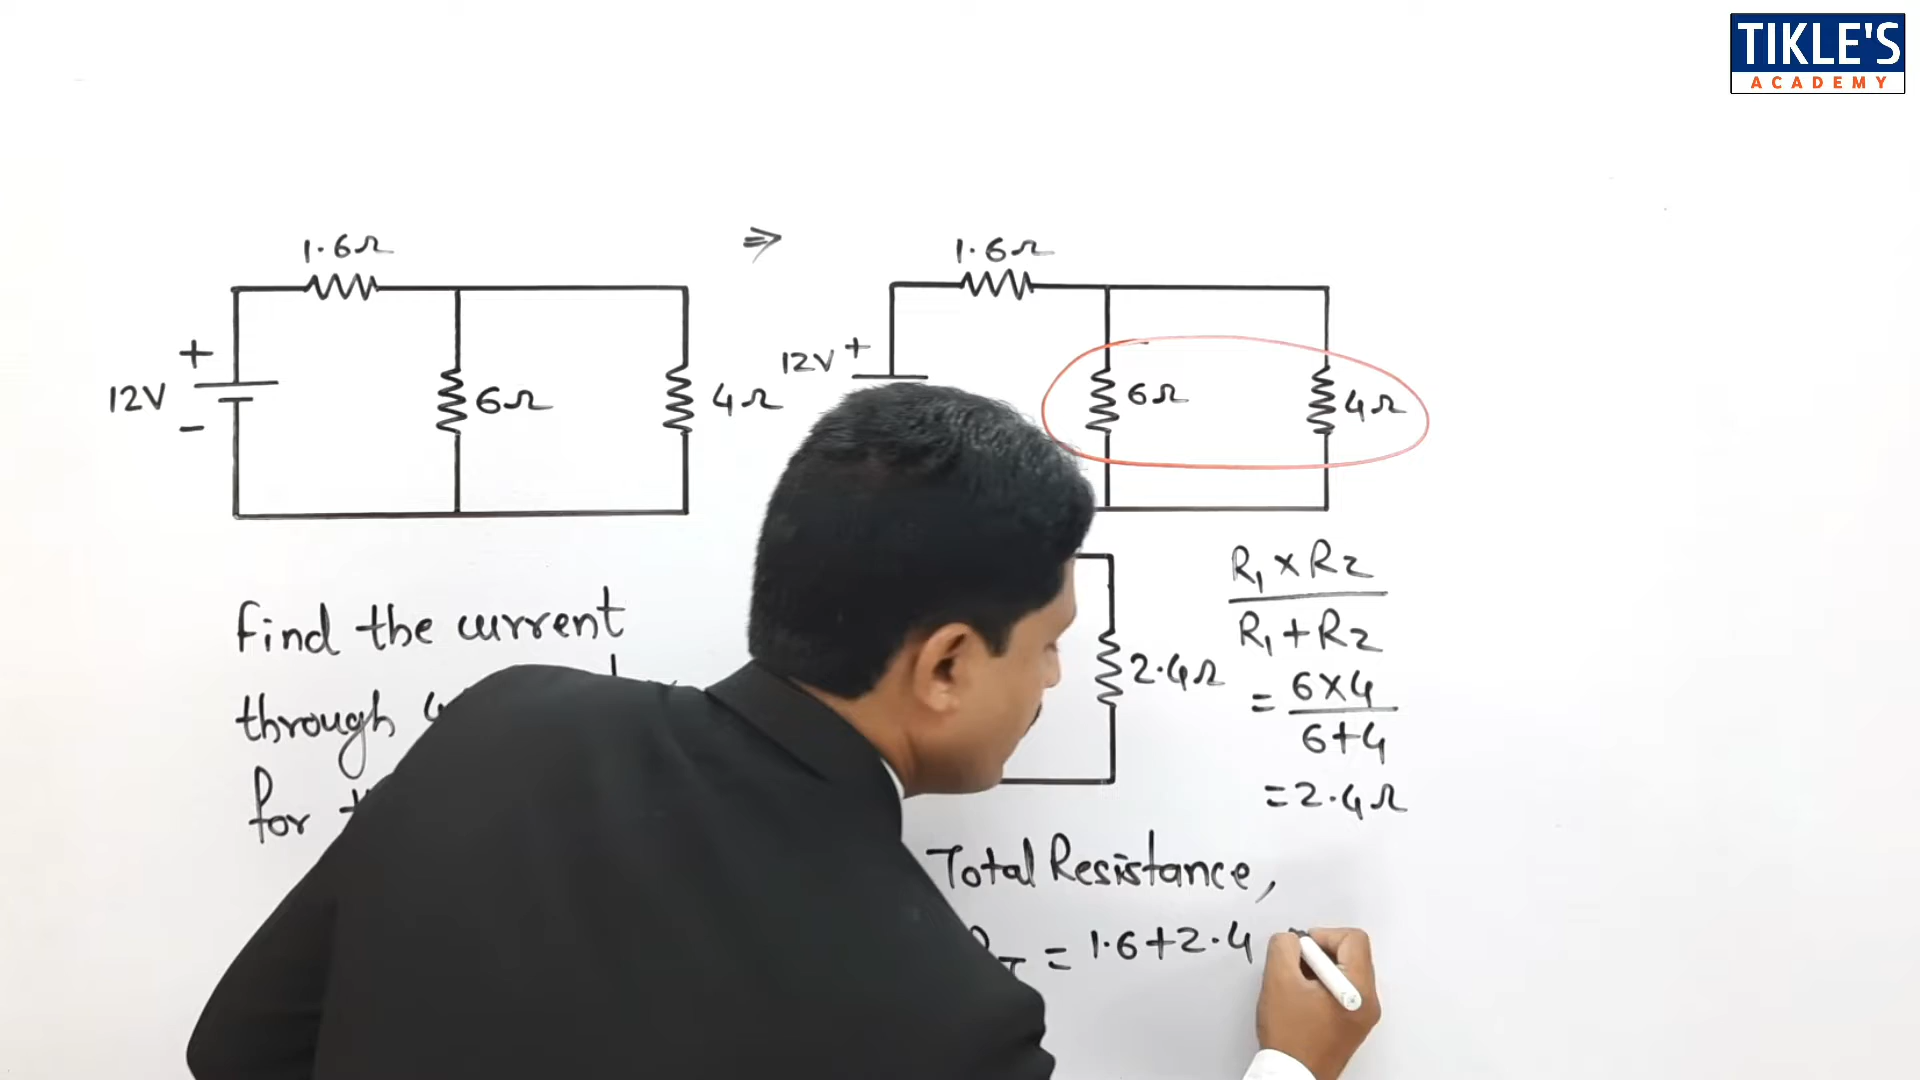 TIKLE'S
ACADEMY
1.6Ω
+
12V
-
6Ω
4Ω
⇒
1.6Ω
12V +
6Ω
4Ω
Find the current
through
for
2.4Ω
R₁ × R₂
R₁ + R₂
= 6×4
6+4
= 2.4Ω
Total Resistance,
= 1.6+2.4